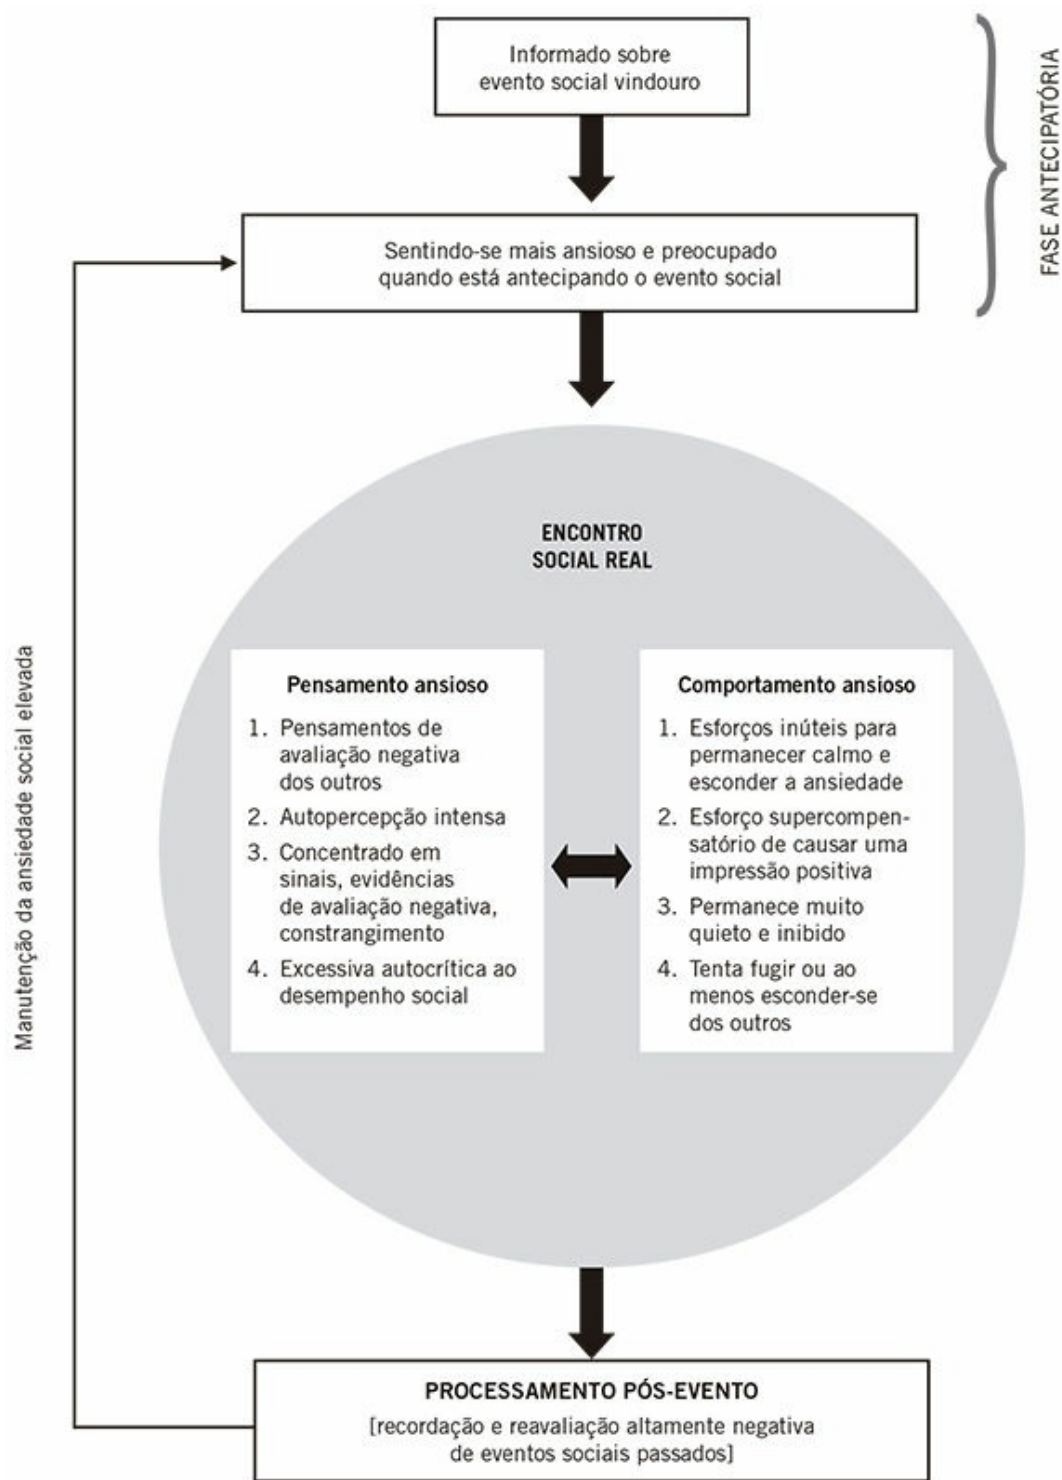 Informado sobre
evento social vindouro
FASE ANTECIPATÓRIA
Sentindo-se mais ansioso e preocupado
quando está antecipando o evento social
ENCONTRO
SOCIAL REAL
Pensamento ansioso
1. Pensamentos de
avaliação negativa
dos outros
2. Autopercepção intensa
3. Concentrado em
sinais, evidências
de avaliação negativa,
constrangimento
4. Excessiva autocrítica ao
desempenho social
Comportamento ansioso
1. Esforços inúteis para
permanecer calmo e
esconder a ansiedade
2. Esforço supercompen-
satório de causar uma
impressão positiva
3. Permanece muito
quieto e inibido
4. Tenta fugir ou ao
menos esconder-se
dos outros
Manutenção da ansiedade social elevada
PROCESSAMENTO PÓS-EVENTO
[recordação e reavaliação altamente negativa
de eventos sociais passados]